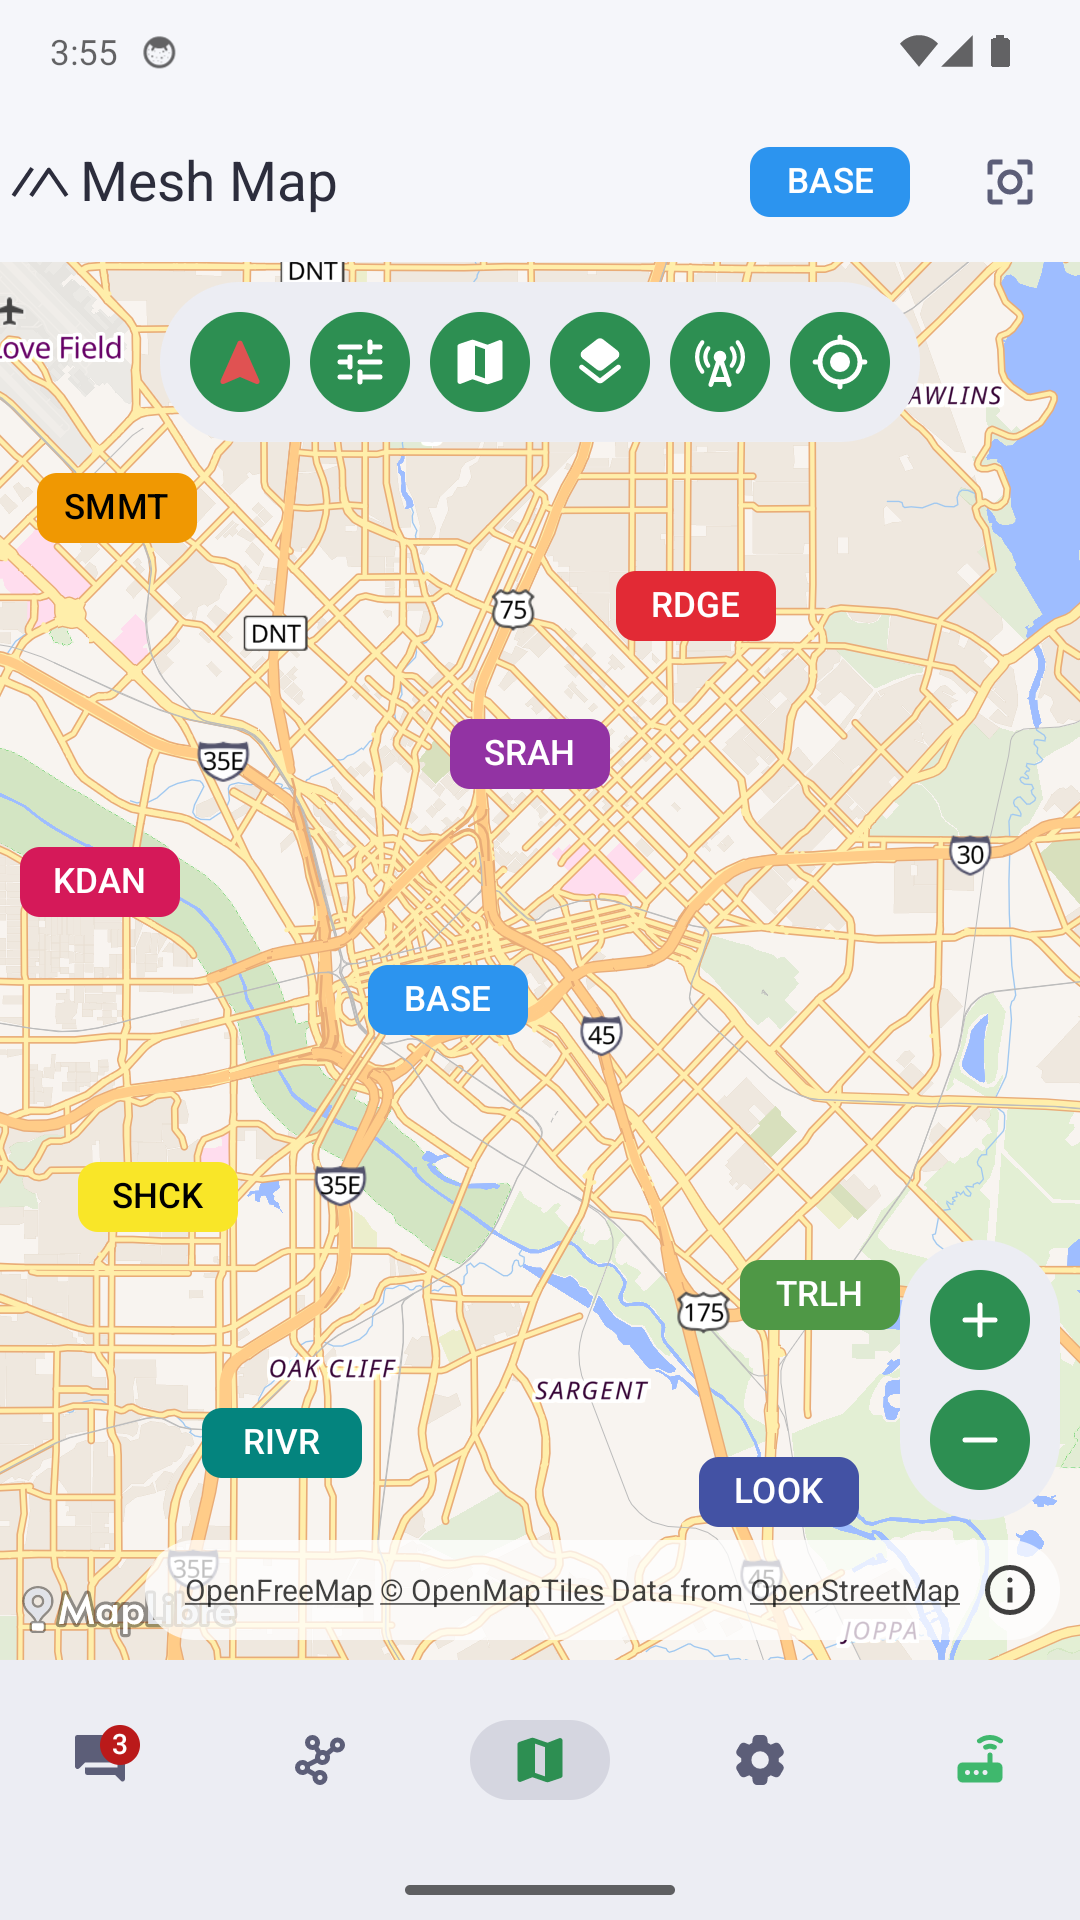 3:55
Mesh Map
BASE
DNT
Love Field
AWLINS
SMMT
75
RDGE
DNT
SRAH
35E
30
KDAN
BASE
45
35E
SHCK
TRLH
175
OAK CLIFF
SARGENT
RIVR
LOOK
35E
45
MapLibre
OpenFreeMap © OpenMapTiles Data from OpenStreetMap
JOPPA
3